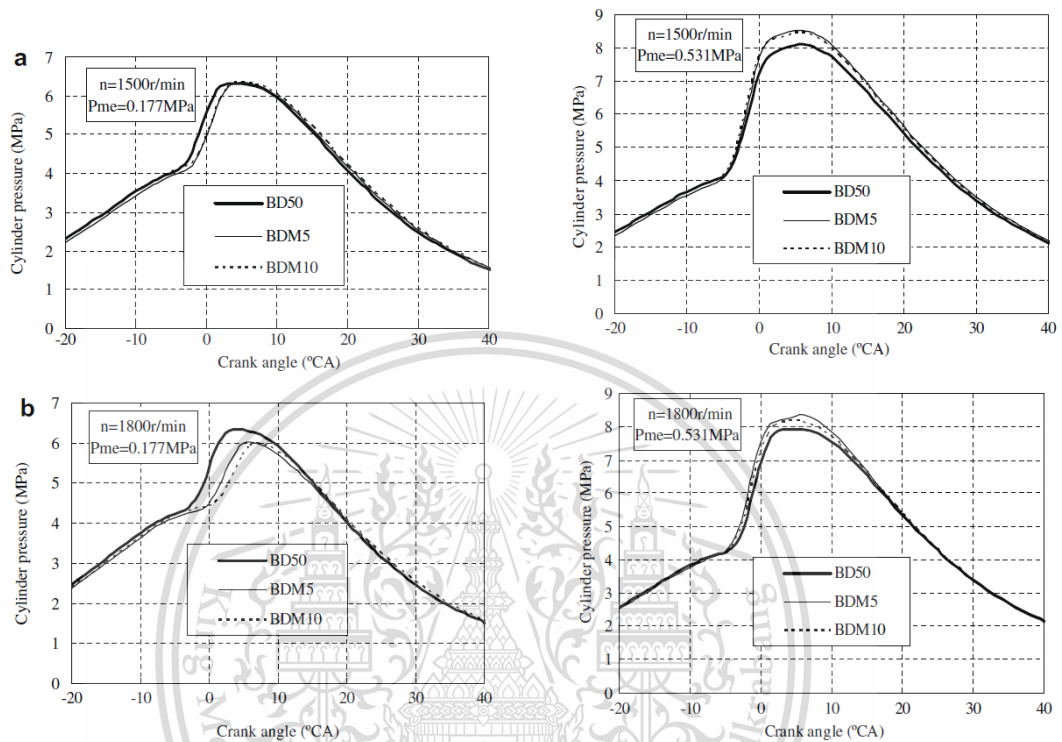 a
n=1500r/min
Pme=0.177MPa
Cylinder pressure (MPa)
7
6
5
4
3
2
1
0
BD50
BDM5
BDM10
-20
-10
0
10
20
30
40
Crank angle (ºCA)
n=1500r/min
Pme=0.531MPa
Cylinder pressure (MPa)
9
8
7
6
5
4
3
2
1
0
BD50
BDM5
BDM10
-20
-10
0
10
20
30
40
Crank angle (ºCA)
b
n=1800r/min
Pme=0.177MPa
Cylinder pressure (MPa)
7
6
5
4
3
2
1
0
BD50
BDM5
BDM10
-20
-10
0
10
20
30
40
Crank angle (ºCA)
n=1800r/min
Pme=0.531MPa
Cylinder pressure (MPa)
9
8
7
6
5
4
3
2
1
0
BD50
BDM5
BDM10
-20
-10
0
10
20
30
40
Crank angle (ºCA)